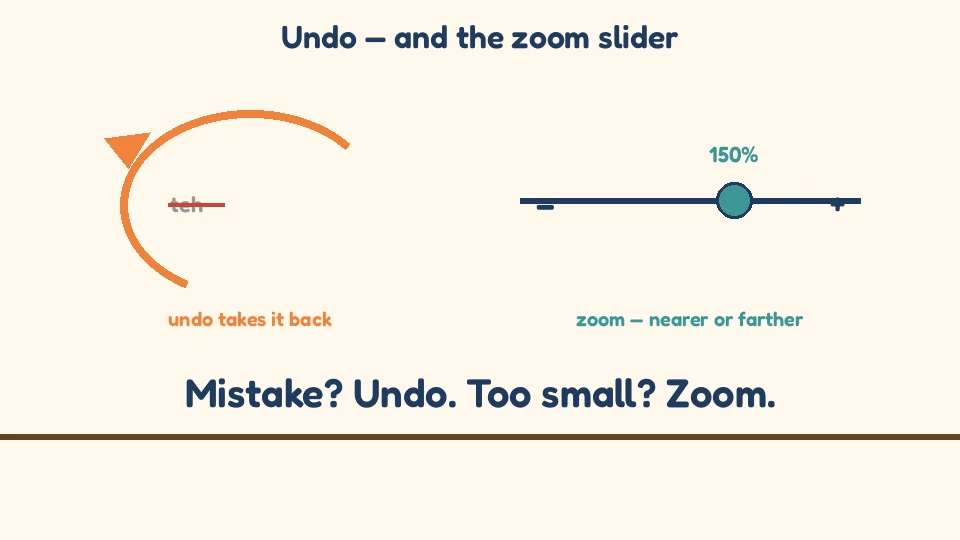 Undo — and the zoom slider
150%
teh
– +
undo takes it back
zoom — nearer or farther
Mistake? Undo. Too small? Zoom.